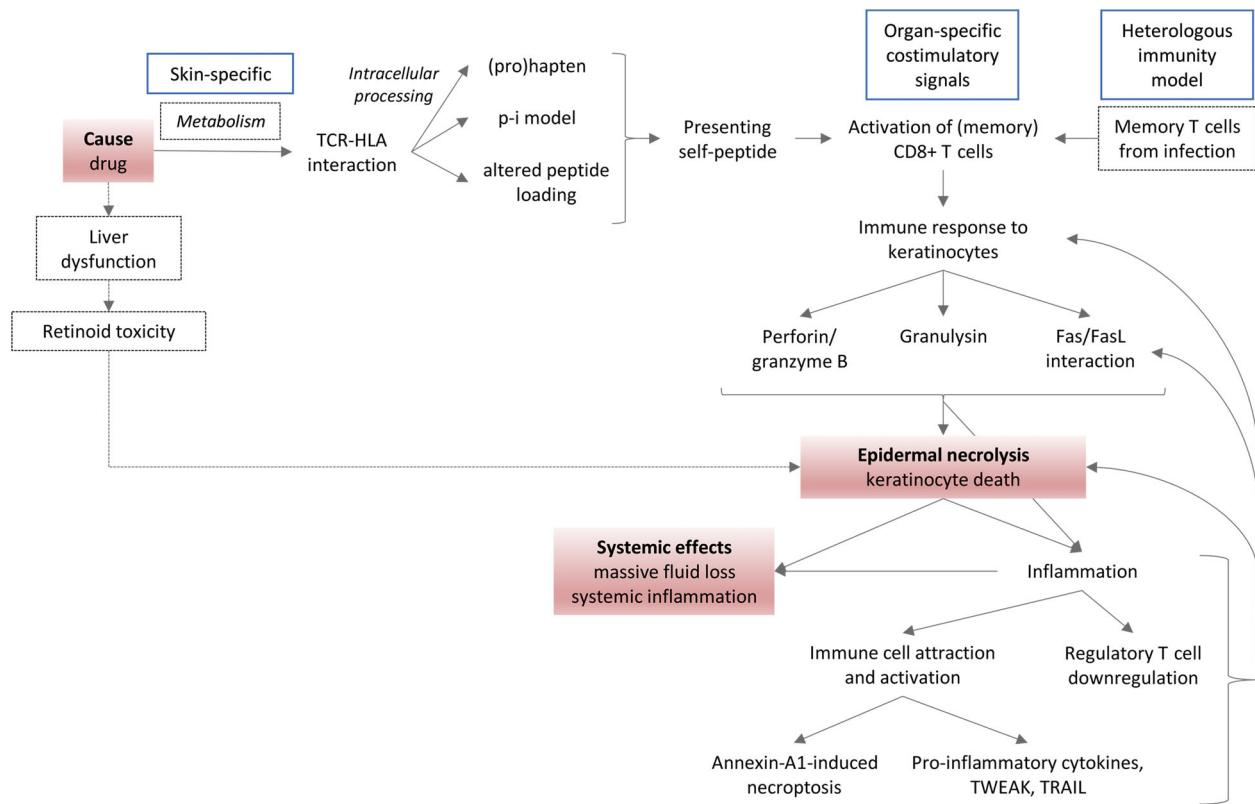 Skin-specific
Metabolism
Cause
drug
Liver
dysfunction
Retinoid toxicity
TCR-HLA
interaction
Intracellular
processing
(pro)hapten
p-i model
altered peptide
loading
Presenting
self-peptide
Organ-specific
costimulatory
signals
Activation of (memory)
CD8+ T cells
Heterologous
immunity
model
Memory T cells
from infection
Immune response to
keratinocytes
Perforin/
granzyme B
Granulysin
Fas/FasL
interaction
Epidermal necrolysis
keratinocyte death
Systemic effects
massive fluid loss
systemic inflammation
Inflammation
Immune cell attraction
and activation
Regulatory T cell
downregulation
Annexin-A1-induced
necroptosis
Pro-inflammatory cytokines,
TWEAK, TRAIL